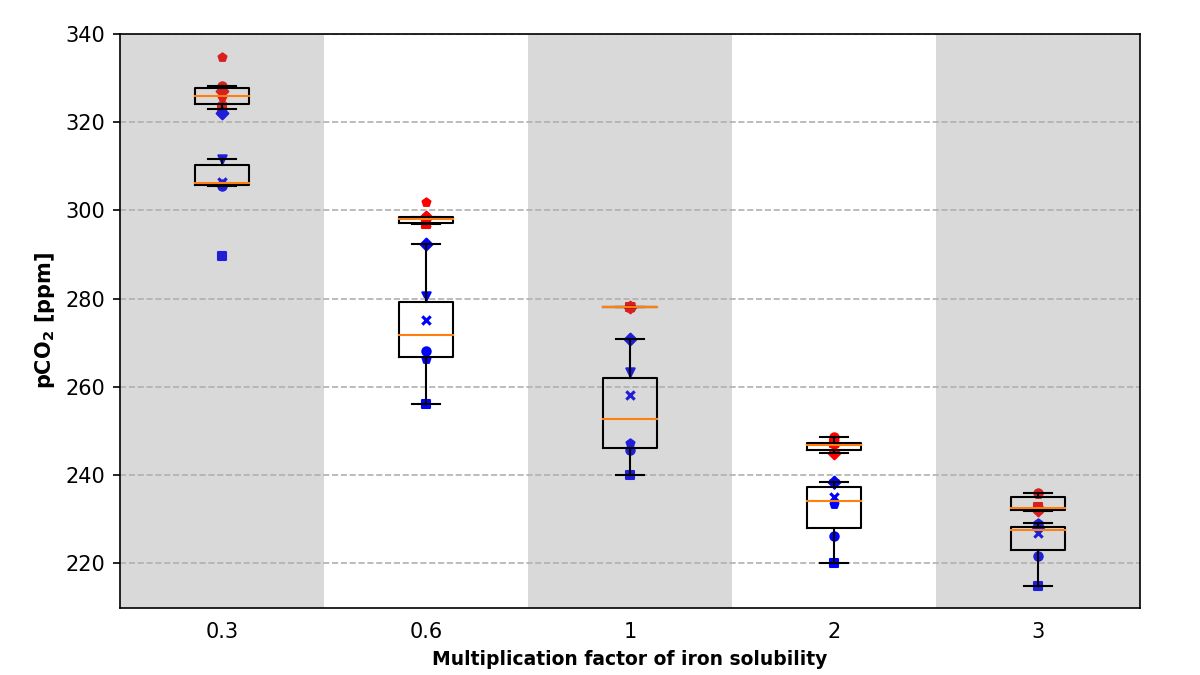 340
320
300
280
260
240
220
pCO₂ [ppm]
0.3 0.6 1 2 3
Multiplication factor of iron solubility